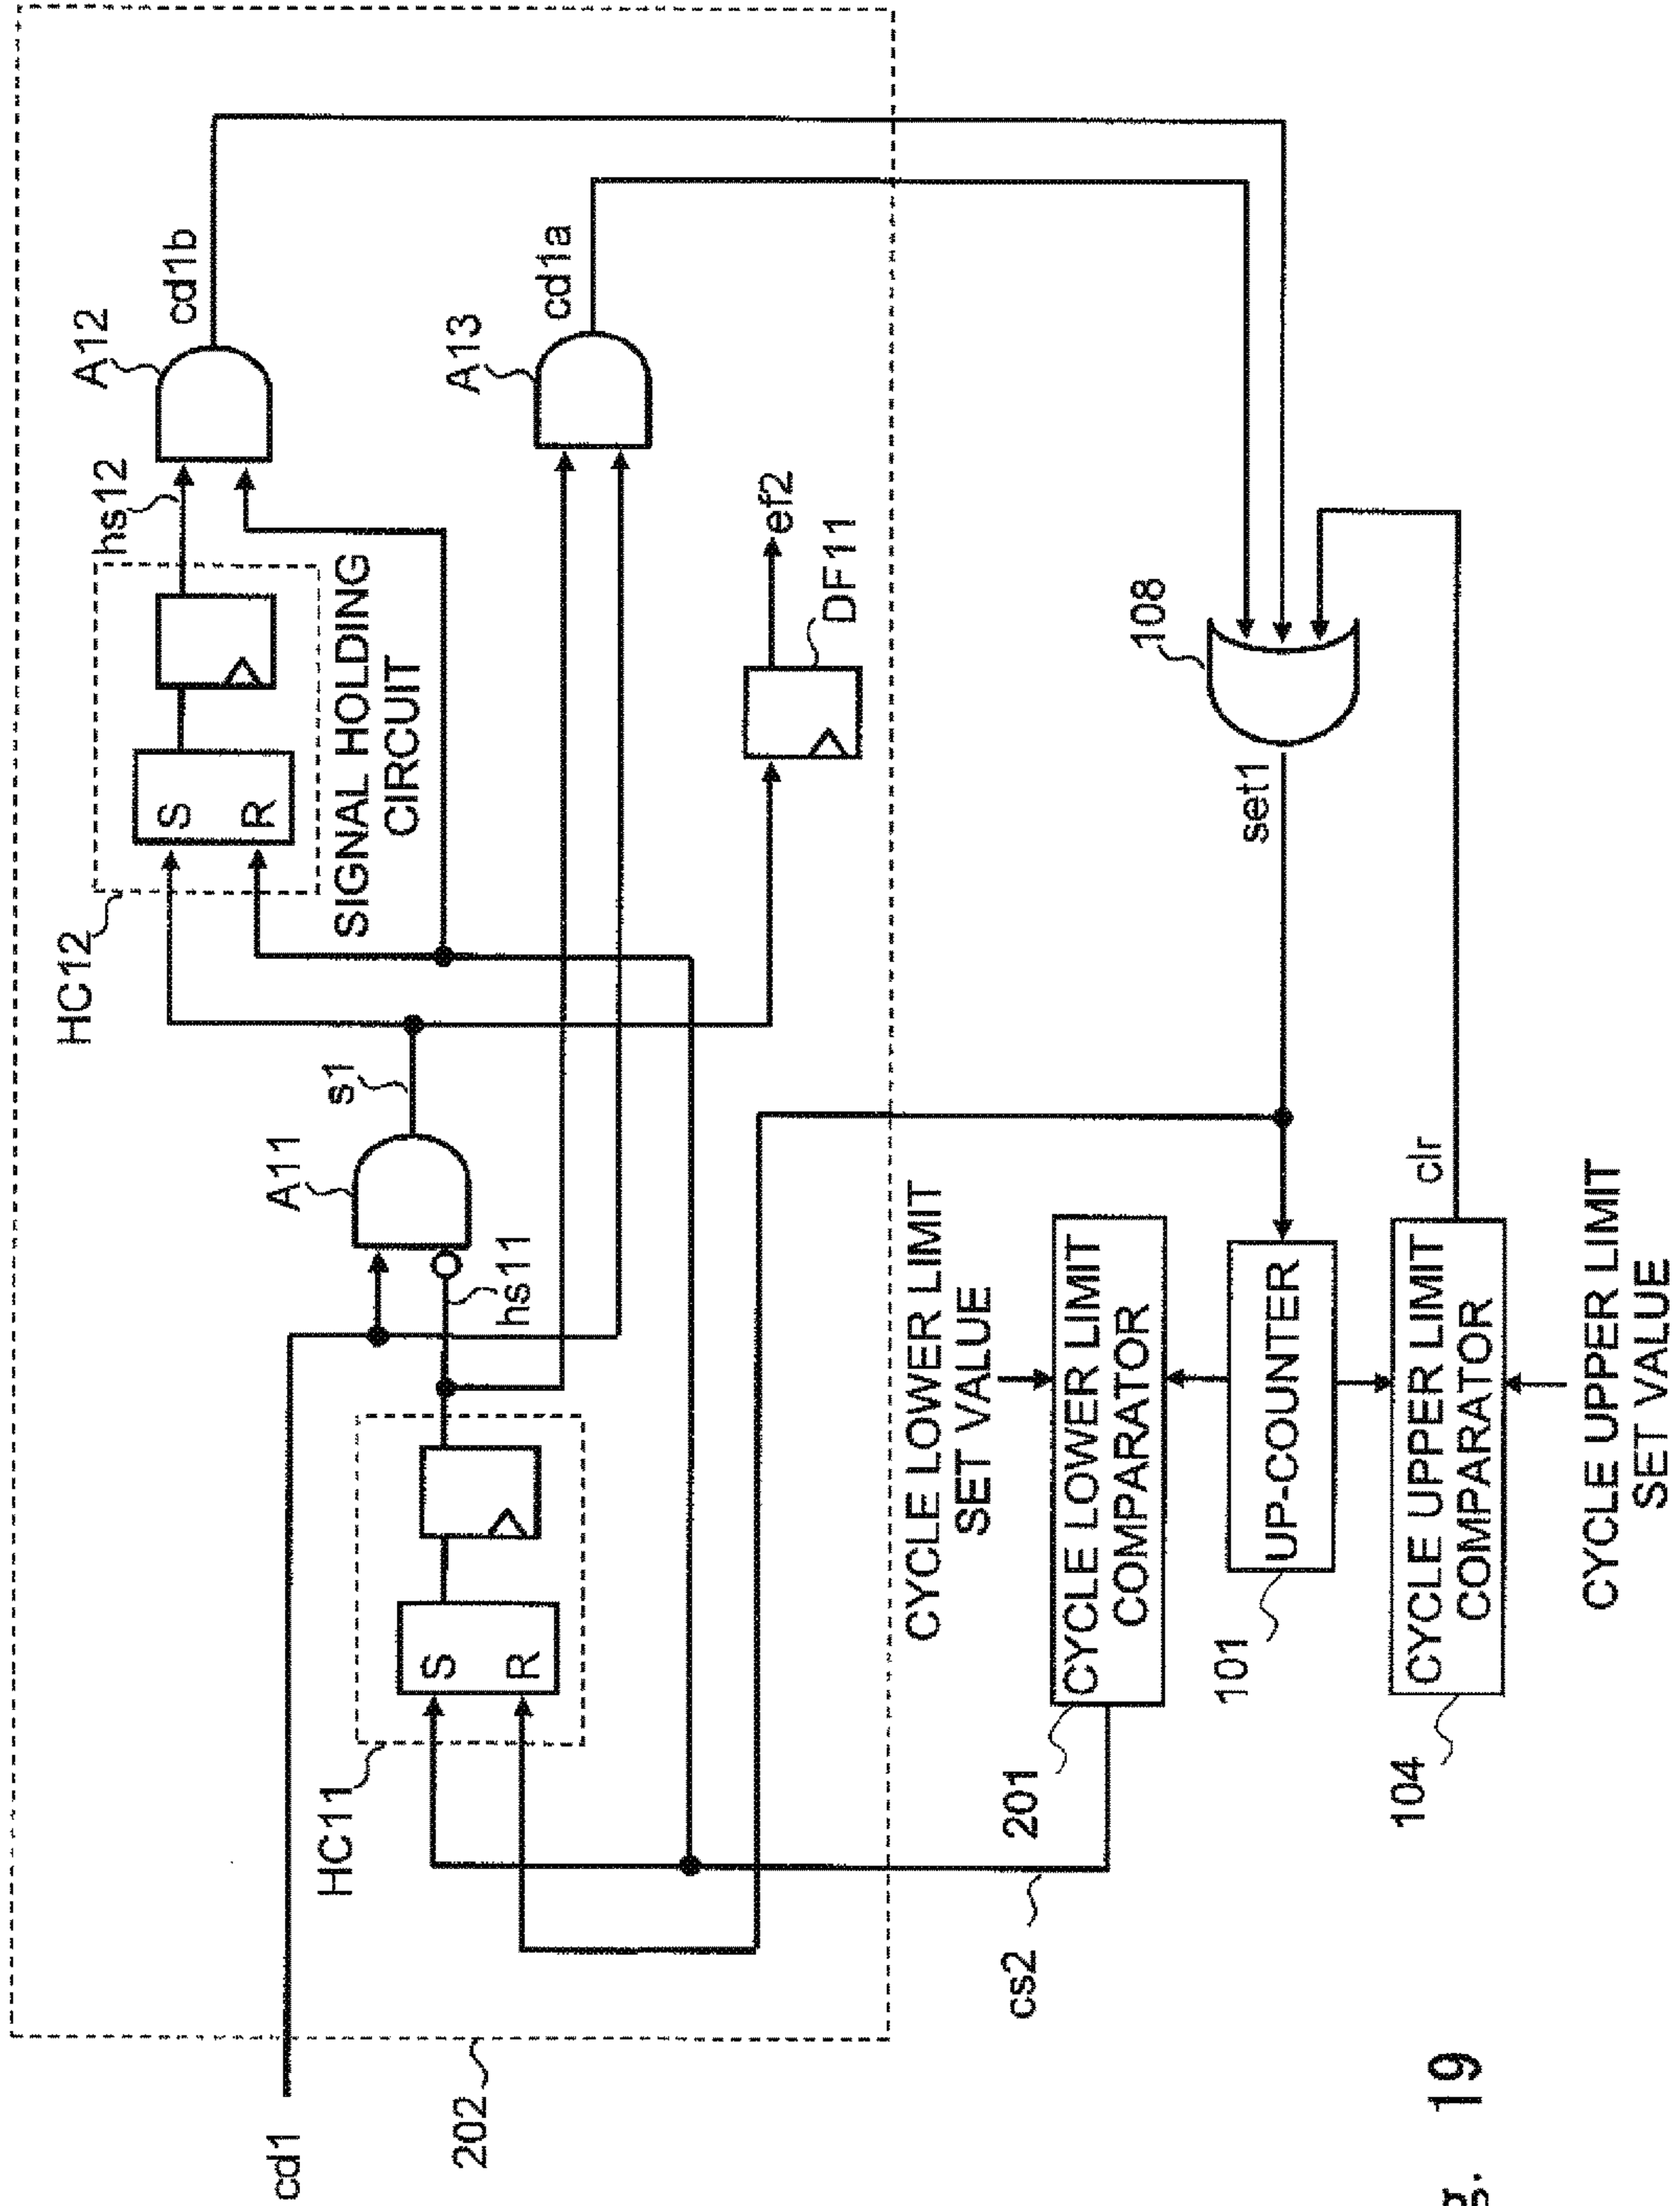 cd1
202
HC11
S
R
hs11
A11
s1
HC12
S
R
SIGNAL HOLDING
CIRCUIT
hs12
A12
cd1b
A13
cd1a
ef2
DF11
cs2
201
CYCLE LOWER LIMIT
SET VALUE
CYCLE LOWER LIMIT
COMPARATOR
101
UP-COUNTER
set1
108
104
CYCLE UPPER LIMIT
COMPARATOR
clr
CYCLE UPPER LIMIT
SET VALUE
g. 19